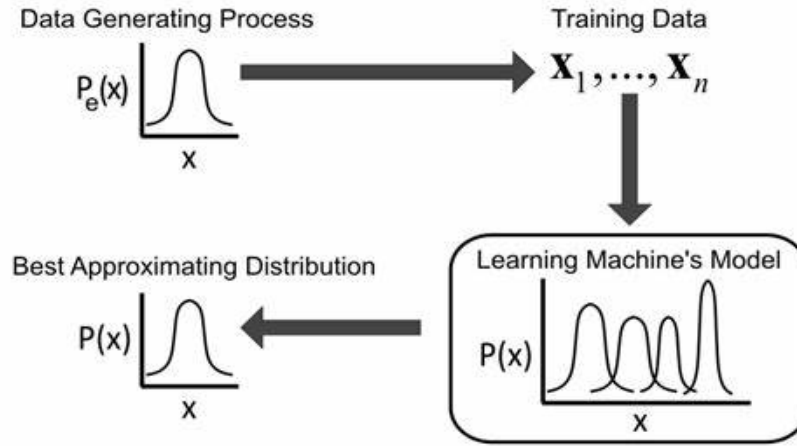 Data Generating Process
Pe(x)
x
Training Data
x1,..., xn
Learning Machine's Model
P(x)
x
Best Approximating Distribution
P(x)
x